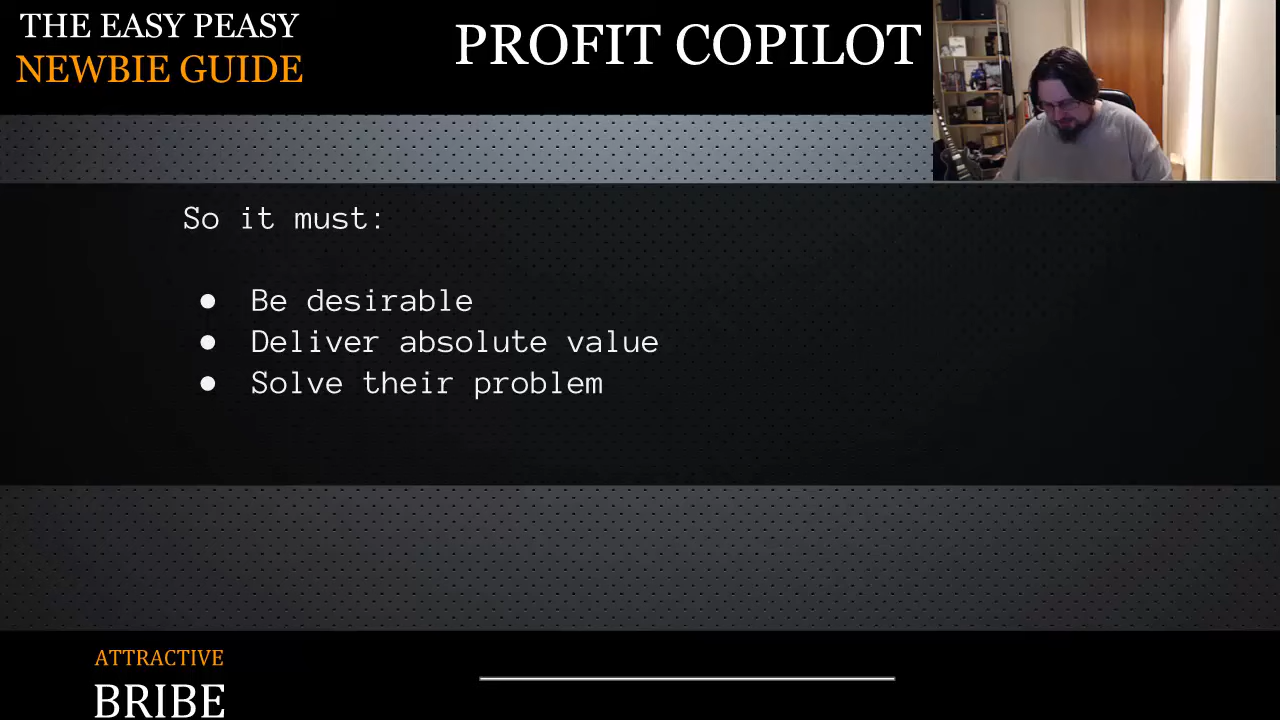 THE EASY PEASY
NEWBIE GUIDE
PROFIT COPILOT
So it must:
● Be desirable
● Deliver absolute value
● Solve their problem
ATTRACTIVE
BRIBE